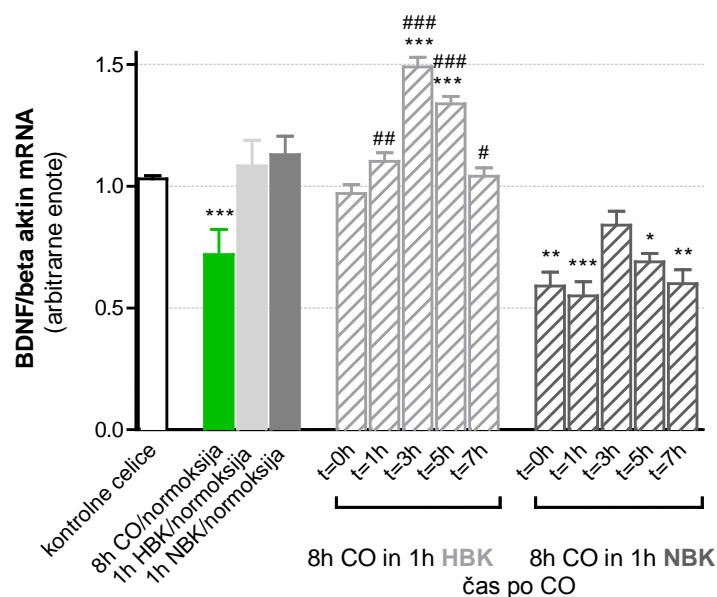 BDNF/beta aktin mRNA
(arbitrarne enote)
1.5
1.0
0.5
0.0
***
##
###
***
###
***
#
**
***
*
**
kontrolne celice
8h CO/normoksija
1h HBK/normoksija
1h NBK/normoksija
t=0h
t=1h
t=3h
t=5h
t=7h
t=0h
t=1h
t=3h
t=5h
t=7h
8h CO in 1h HBK
8h CO in 1h NBK
čas po CO